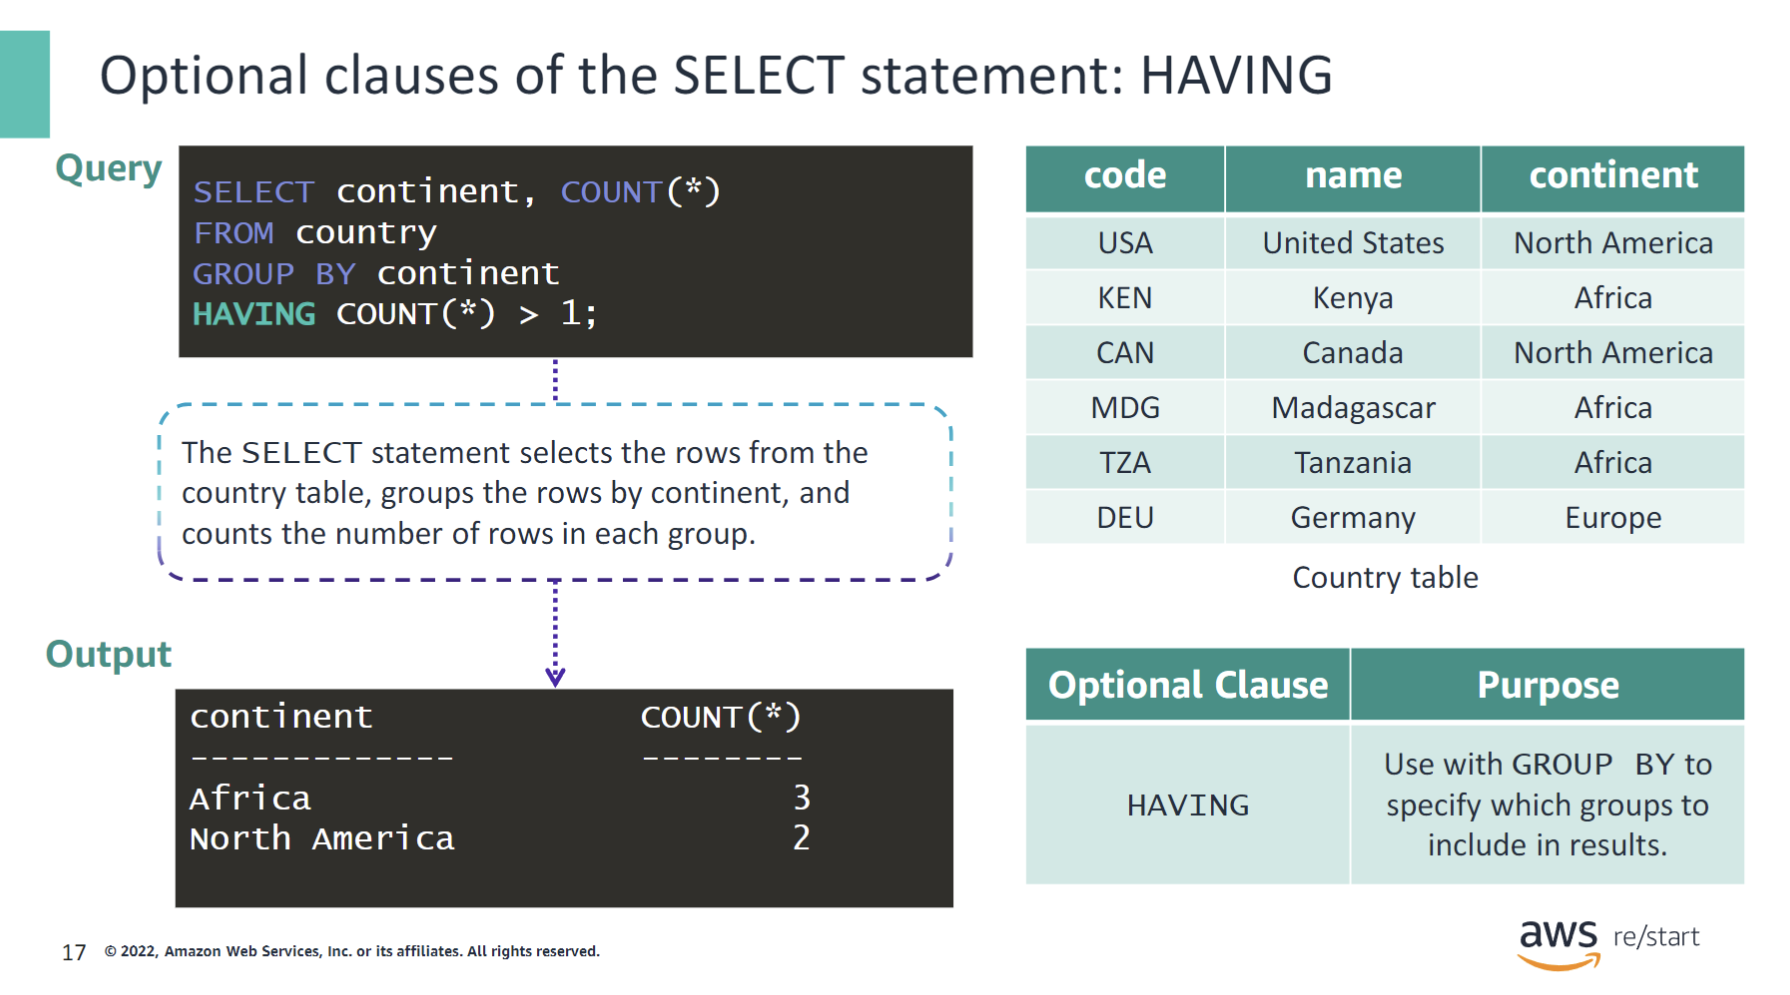 Optional clauses of the SELECT statement: HAVING
Query
SELECT continent, COUNT(*)
FROM country
GROUP BY continent
HAVING COUNT(*) > 1;
The SELECT statement selects the rows from the
country table, groups the rows by continent, and
counts the number of rows in each group.
Output
continent COUNT(*)
------------- --------
Africa 3
North America 2
code name continent
USA United States North America
KEN Kenya Africa
CAN Canada North America
MDG Madagascar Africa
TZA Tanzania Africa
DEU Germany Europe
Country table
Optional Clause Purpose
HAVING
Use with GROUP BY to
specify which groups to
include in results.
17 © 2022, Amazon Web Services, Inc. or its affiliates. All rights reserved.
aws re/start